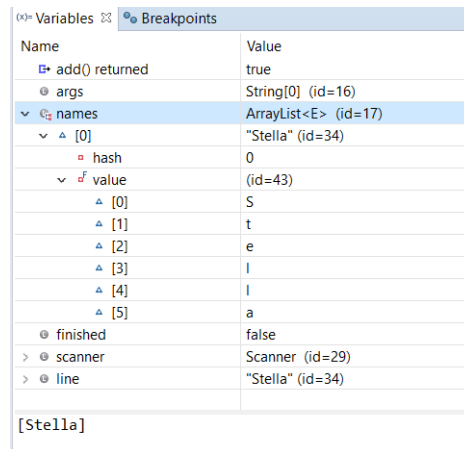 (x)= Variables Breakpoints
Name Value
add() returned true
args String[0] (id=16)
names ArrayList<E> (id=17)
[0] "Stella" (id=34)
hash 0
F value (id=43)
[0] S
[1] t
[2] e
[3] l
[4] l
[5] a
finished false
scanner Scanner (id=29)
line "Stella" (id=34)
[Stella]